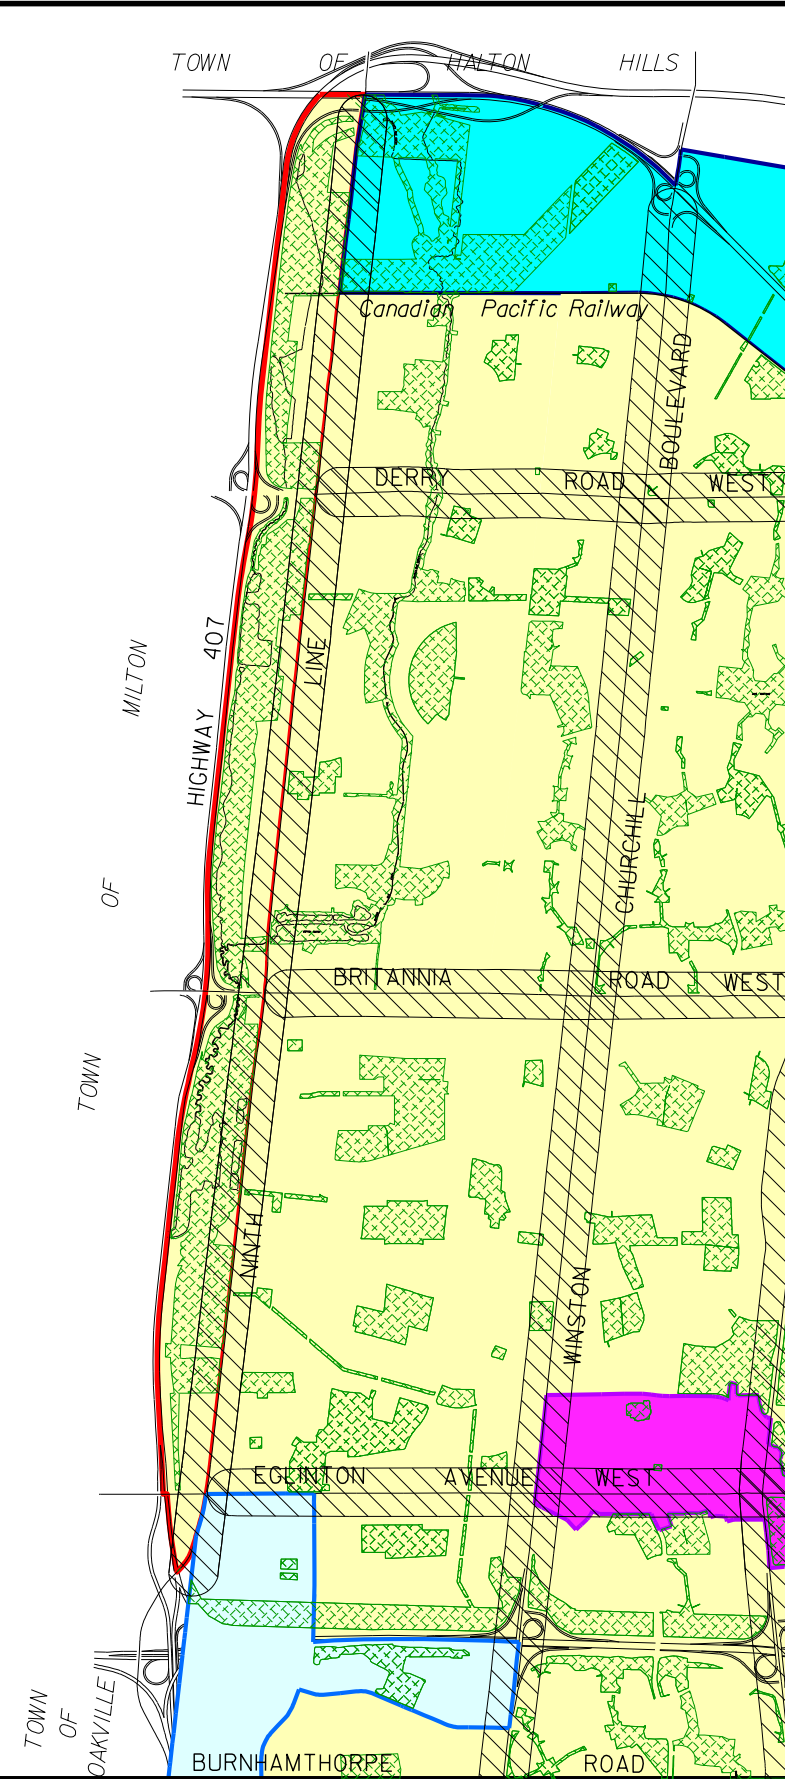 TOWN OF HALTON HILLS
Canadian Pacific Railway
BOULEVARD
DERRY ROAD WEST
HIGHWAY 407
LINE
TOWN OF MILTON
CHURCHILL
BRITANNIA ROAD WEST
NINTH
WINSTON
EGLINTON AVENUE WEST
TOWN
OF
OAKVILLE
BURNHAMTHORPE ROAD